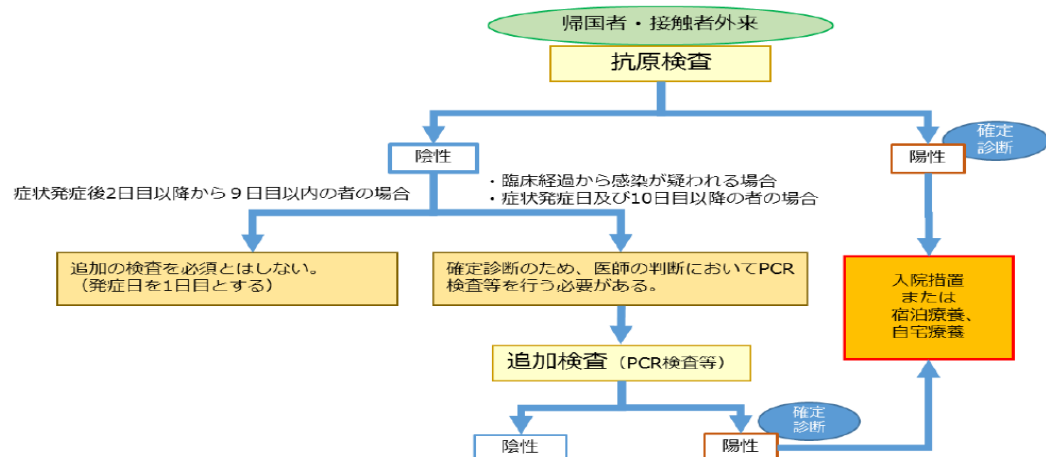 帰国者・接触者外来
抗原検査
陰性
陽性
確定
診断
症状発症後2日目以降から９日目以内の者の場合
・臨床経過から感染が疑われる場合
・症状発症日及び10日目以降の者の場合
追加の検査を必須とはしない。
（発症日を1日目とする）
確定診断のため、医師の判断においてPCR
検査等を行う必要がある。
入院措置
または
宿泊療養、
自宅療養
追加検査（PCR検査等）
陰性
陽性
確定
診断